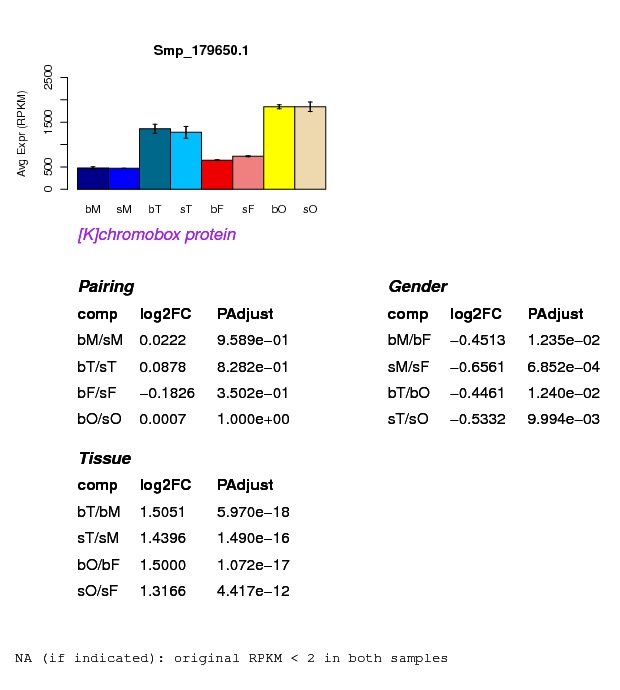 Smp_179650.1
Avg Expr (RPKM)
2500
1500
500
0
bM sM bT sT bF sF bO sO
[K]chromobox protein
Pairing
comp log2FC PAdjust
bM/sM 0.0222 9.589e−01
bT/sT 0.0878 8.282e−01
bF/sF −0.1826 3.502e−01
bO/sO 0.0007 1.000e+00
Gender
comp log2FC PAdjust
bM/bF −0.4513 1.235e−02
sM/sF −0.6561 6.852e−04
bT/bO −0.4461 1.240e−02
sT/sO −0.5332 9.994e−03
Tissue
comp log2FC PAdjust
bT/bM 1.5051 5.970e−18
sT/sM 1.4396 1.490e−16
bO/bF 1.5000 1.072e−17
sO/sF 1.3166 4.417e−12
NA (if indicated): original RPKM < 2 in both samples